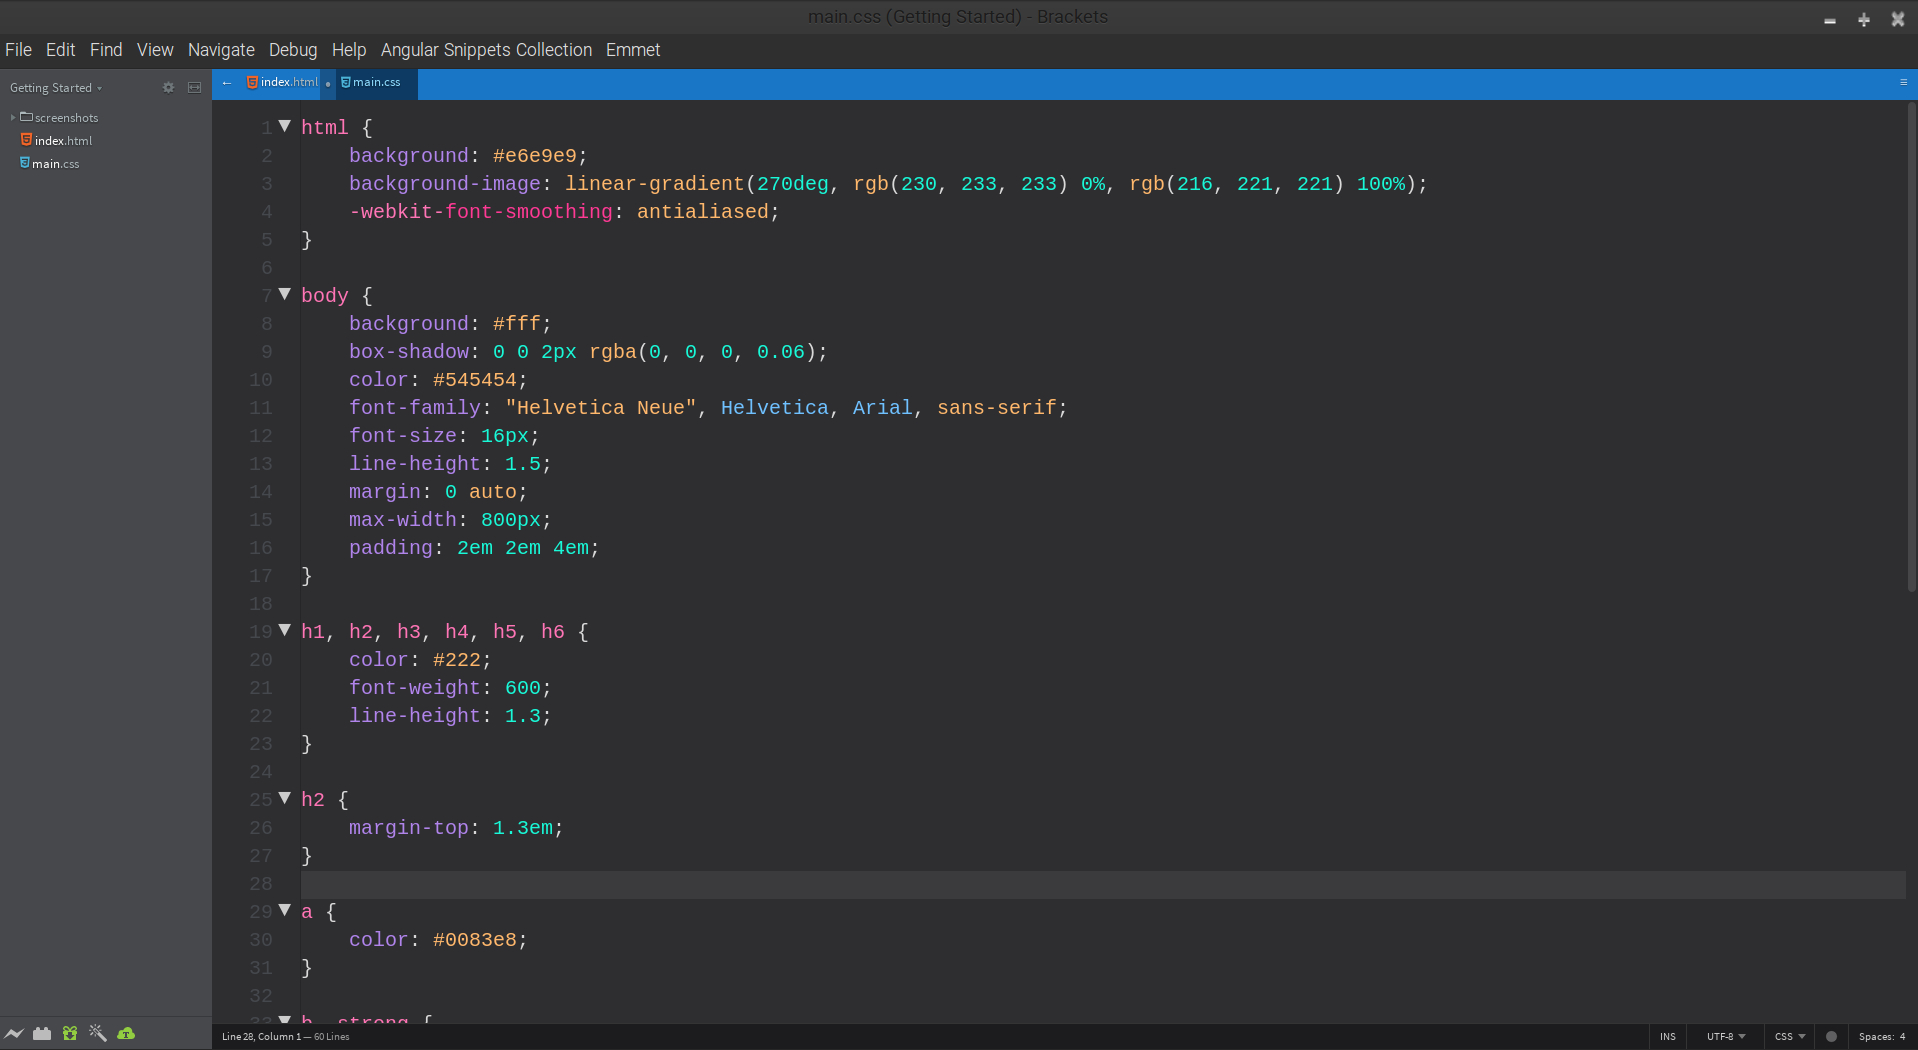 main.css (Getting Started) - Brackets
File Edit Find View Navigate Debug Help Angular Snippets Collection Emmet
Getting Started
screenshots
index.html
main.css
index.html main.css
1 html {
2     background: #e6e9e9;
3     background-image: linear-gradient(270deg, rgb(230, 233, 233) 0%, rgb(216, 221, 221) 100%);
4     -webkit-font-smoothing: antialiased;
5 }
6
7 body {
8     background: #fff;
9     box-shadow: 0 0 2px rgba(0, 0, 0, 0.06);
10     color: #545454;
11     font-family: "Helvetica Neue", Helvetica, Arial, sans-serif;
12     font-size: 16px;
13     line-height: 1.5;
14     margin: 0 auto;
15     max-width: 800px;
16     padding: 2em 2em 4em;
17 }
18
19 h1, h2, h3, h4, h5, h6 {
20     color: #222;
21     font-weight: 600;
22     line-height: 1.3;
23 }
24
25 h2 {
26     margin-top: 1.3em;
27 }
28
29 a {
30     color: #0083e8;
31 }
32
33 b, strong {
Line 28, Column 1 — 60 Lines
INS UTF-8 CSS Spaces: 4